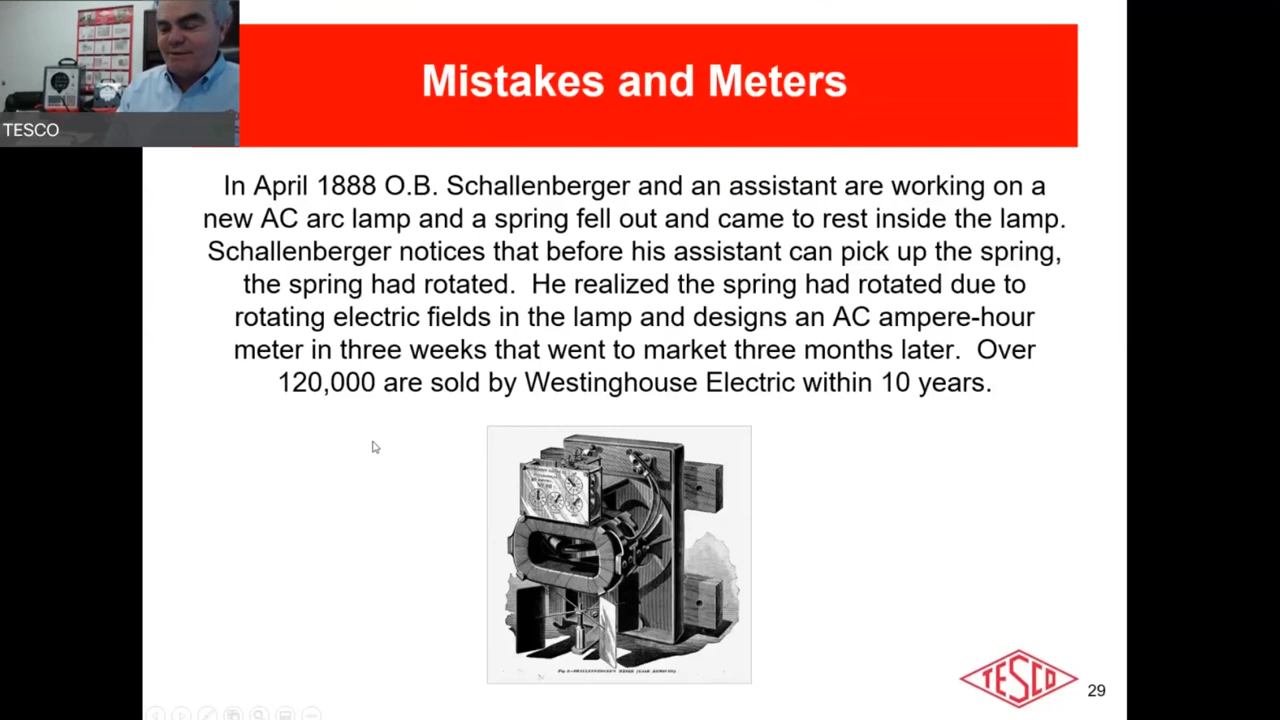 Mistakes and Meters
TESCO
In April 1888 O.B. Schallenberger and an assistant are working on a
new AC arc lamp and a spring fell out and came to rest inside the lamp.
Schallenberger notices that before his assistant can pick up the spring,
the spring had rotated.  He realized the spring had rotated due to
rotating electric fields in the lamp and designs an AC ampere-hour
meter in three weeks that went to market three months later.  Over
120,000 are sold by Westinghouse Electric within 10 years.
TESCO
29